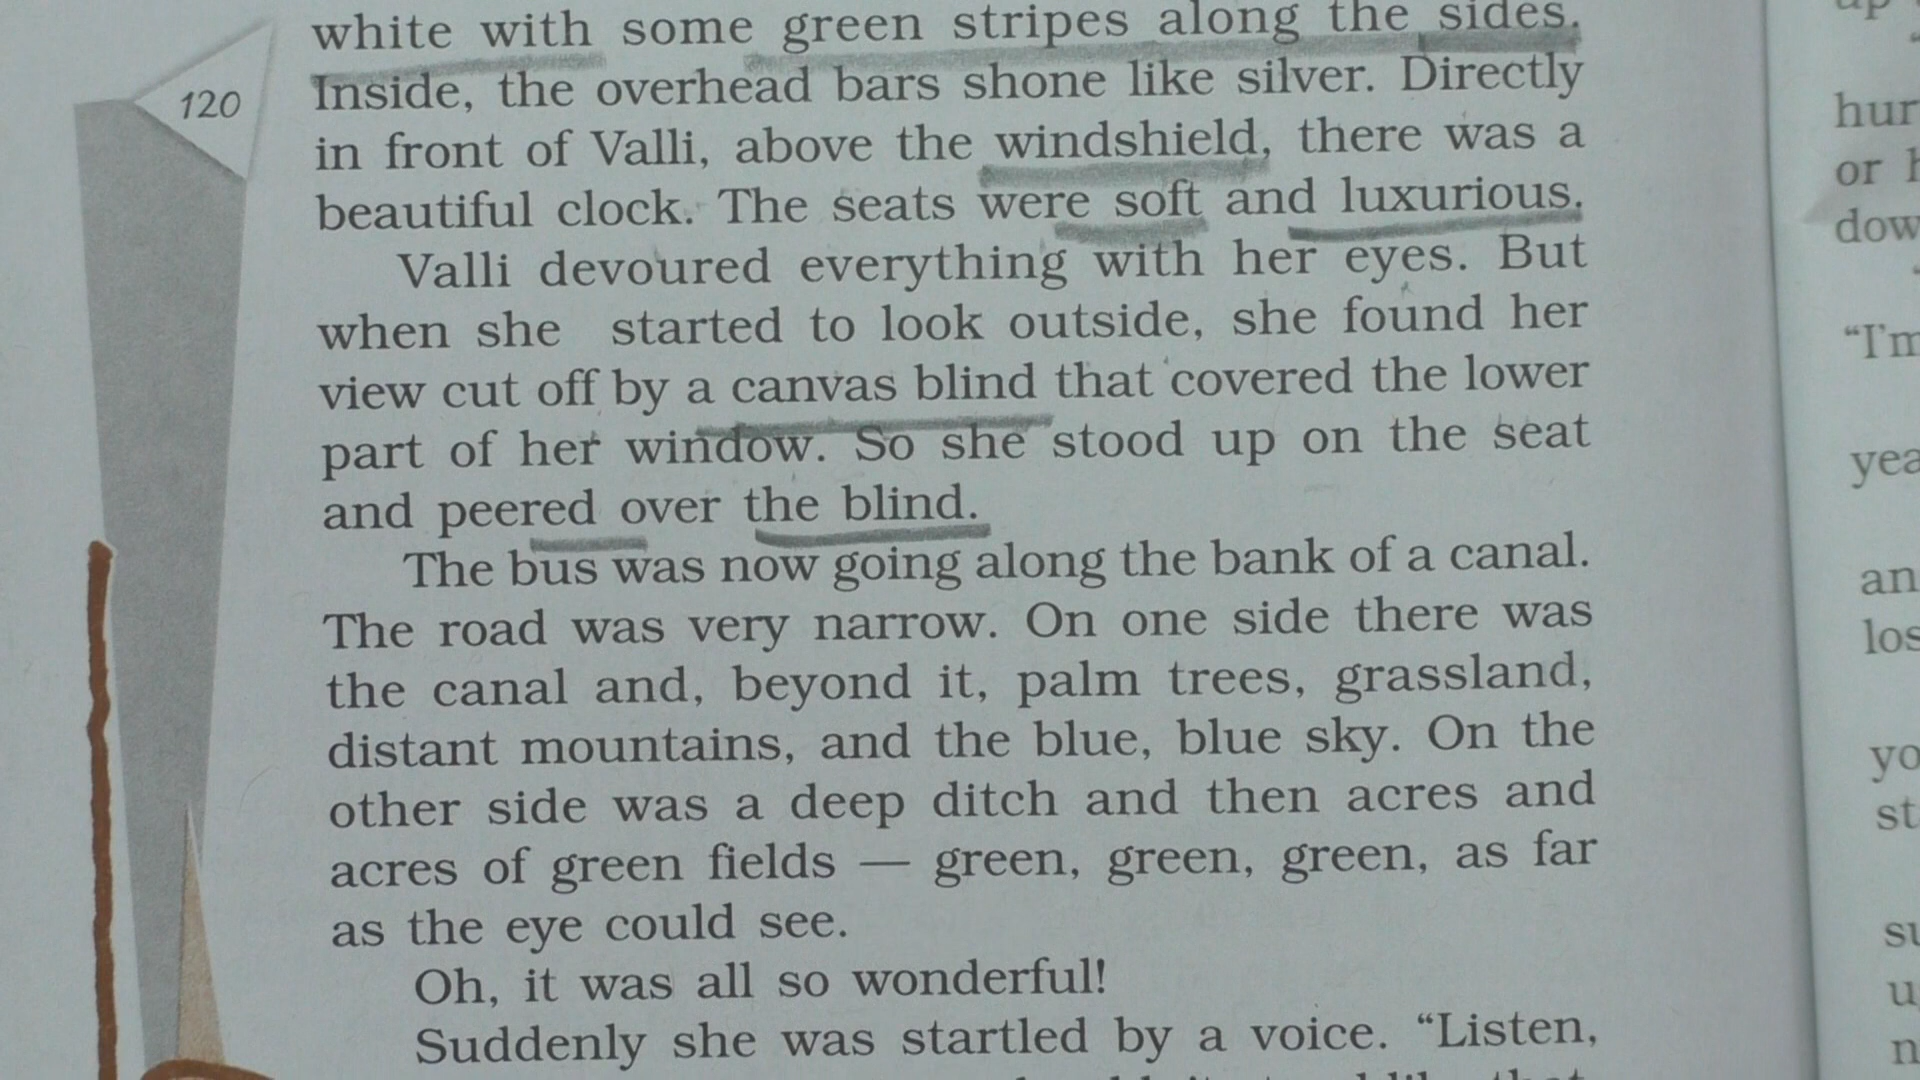 white with some green stripes along the sides.
120
Inside, the overhead bars shone like silver. Directly
in front of Valli, above the windshield, there was a
beautiful clock. The seats were soft and luxurious.
Valli devoured everything with her eyes. But
when she started to look outside, she found her
view cut off by a canvas blind that covered the lower
part of her window. So she stood up on the seat
and peered over the blind.
The bus was now going along the bank of a canal.
The road was very narrow. On one side there was
the canal and, beyond it, palm trees, grassland,
distant mountains, and the blue, blue sky. On the
other side was a deep ditch and then acres and
acres of green fields — green, green, green, as far
as the eye could see.
Oh, it was all so wonderful!
Suddenly she was startled by a voice. “Listen,
or
“I'm